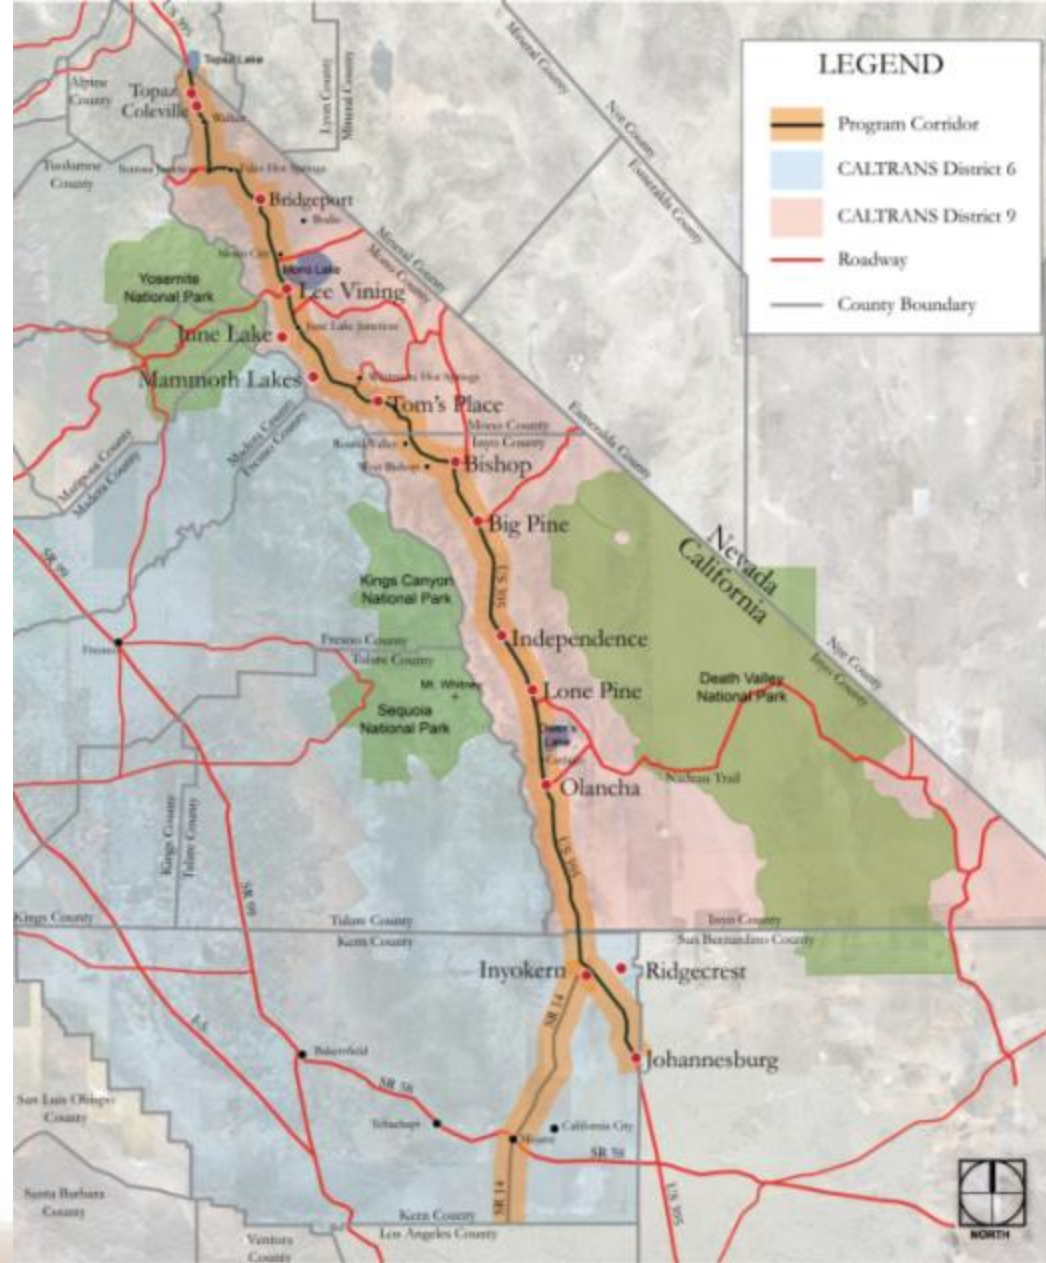 US 395
Topaz Lake
Alpine
County
Topaz
Coleville
Walker
Lyon County
Mineral County
Mineral County
Nye County
Esmeralda County
LEGEND
Program Corridor
CALTRANS District 6
CALTRANS District 9
Roadway
County Boundary
Tuolumne
County
Sonora Junction
Fales Hot Springs
Bridgeport
Bodie
Mineral County
Mono County
Mono City
Mono Lake
Lee Vining
Yosemite
National Park
June Lake
June Lake Junction
Mammoth Lakes
Whitmore Hot Springs
Tom's Place
Mono County
Inyo County
Esmeralda County
Madera County
Fresno County
Mariposa County
Madera County
Round Valley
West Bishop
Bishop
Big Pine
Nevada
California
SR 99
Kings Canyon
National Park
Independence
Fresno
Fresno County
Tulare County
Nye County
Inyo County
Mt. Whitney
Lone Pine
Death Valley
National Park
Sequoia
National Park
Owen's
Lake
Nadeau Trail
Olancha
Kings County
Tulare County
US 395
SR 99
Kings County
Tulare County
Kern County
Inyo County
San Bernardino County
Inyokern
Ridgecrest
SR 14
I-5
Bakersfield
Johannesburg
SR 58
San Luis Obispo
County
Tehachapi
California City
Mojave
SR 58
Santa Barbara
County
SR 14
US 395
Kern County
Los Angeles County
Ventura
County
NORTH